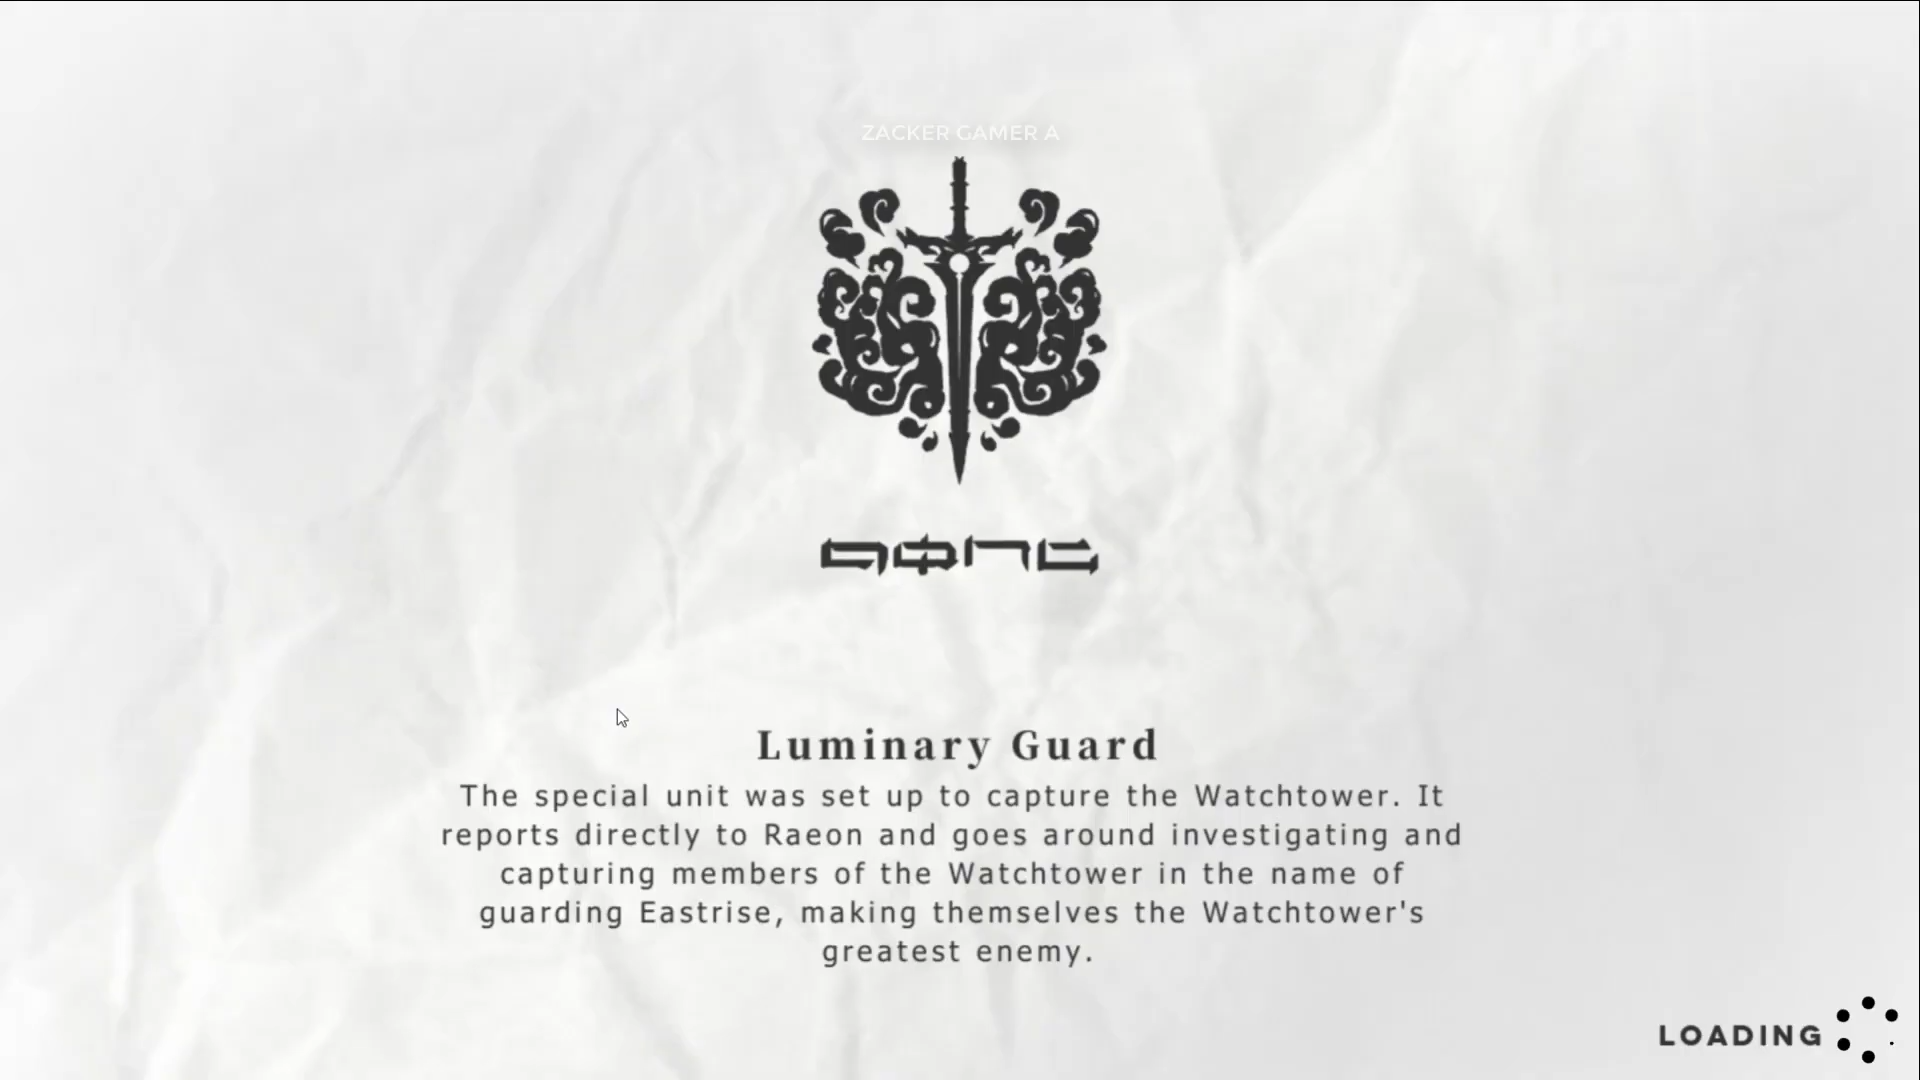 ZACKER GAMER A
Luminary Guard
The special unit was set up to capture the Watchtower. It
reports directly to Raeon and goes around investigating and
capturing members of the Watchtower in the name of
guarding Eastrise, making themselves the Watchtower's
greatest enemy.
LOADING